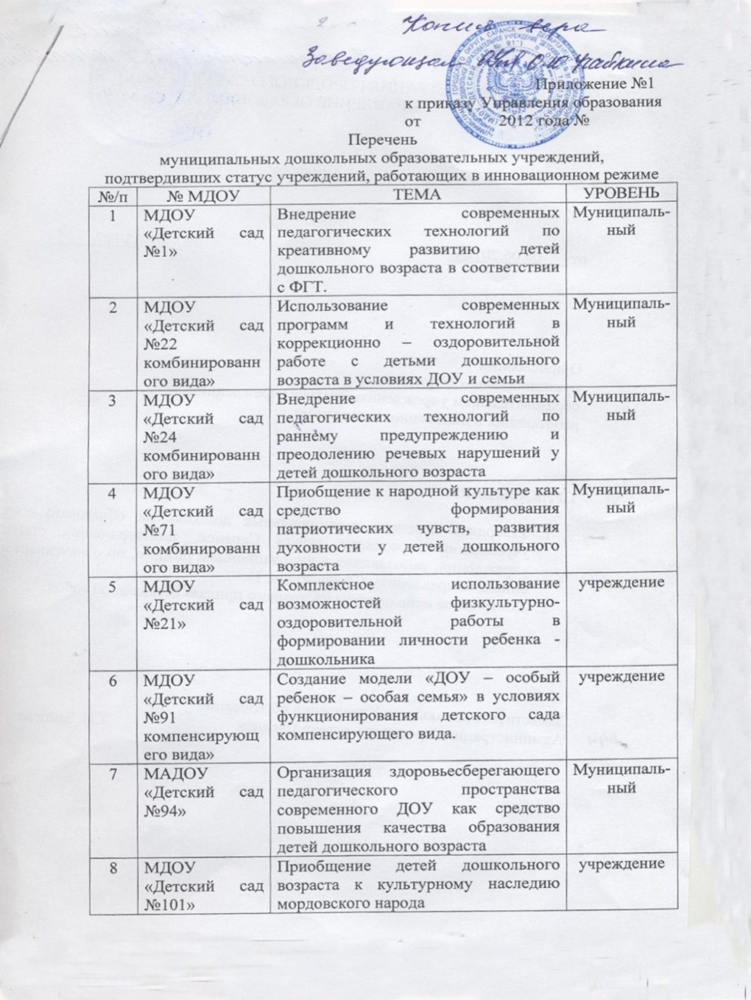 Копия верна
Заведующая
Приложение №1
к приказу Управления образования
от 2012 года №
Перечень
муниципальных дошкольных образовательных учреждений,
подтвердивших статус учреждений, работающих в инновационном режиме
№/п № МДОУ ТЕМА УРОВЕНЬ
1 МДОУ Внедрение современных Муниципаль-
«Детский сад педагогических технологий по ный
№1» креативному развитию детей
дошкольного возраста в соответствии
с ФГТ.
2 МДОУ Использование современных Муниципаль-
«Детский сад программ и технологий в ный
№22 коррекционно – оздоровительной
комбинированн работе с детьми дошкольного
ого вида» возраста в условиях ДОУ и семьи
3 МДОУ Внедрение современных Муниципаль-
«Детский сад педагогических технологий по ный
№24 раннему предупреждению и
комбинированн преодолению речевых нарушений у
ого вида» детей дошкольного возраста
4 МДОУ Приобщение к народной культуре как Муниципаль-
«Детский сад средство формирования ный
№71 патриотических чувств, развития
комбинированн духовности у детей дошкольного
ого вида» возраста
5 МДОУ Комплексное использование учреждение
«Детский сад возможностей физкультурно-
№21» оздоровительной работы в
формировании личности ребенка -
дошкольника
6 МДОУ Создание модели «ДОУ – особый учреждение
«Детский сад ребенок – особая семья» в условиях
№91 функционирования детского сада
компенсирующ компенсирующего вида.
его вида»
7 МАДОУ Организация здоровьесберегающего Муниципаль-
«Детский сад педагогического пространства ный
№94» современного ДОУ как средство
повышения качества образования
детей дошкольного возраста
8 МДОУ Приобщение детей дошкольного учреждение
«Детский сад возраста к культурному наследию
№101» мордовского народа